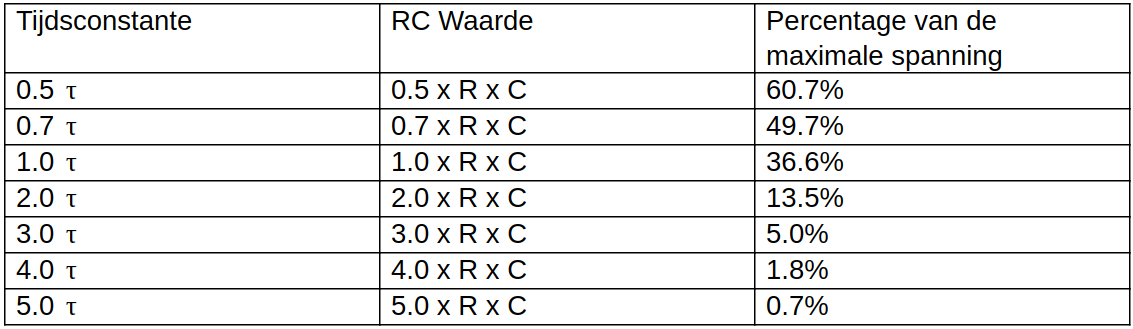 Tijdsconstante RC Waarde Percentage van de
maximale spanning
0.5 τ 0.5 x R x C 60.7%
0.7 τ 0.7 x R x C 49.7%
1.0 τ 1.0 x R x C 36.6%
2.0 τ 2.0 x R x C 13.5%
3.0 τ 3.0 x R x C 5.0%
4.0 τ 4.0 x R x C 1.8%
5.0 τ 5.0 x R x C 0.7%